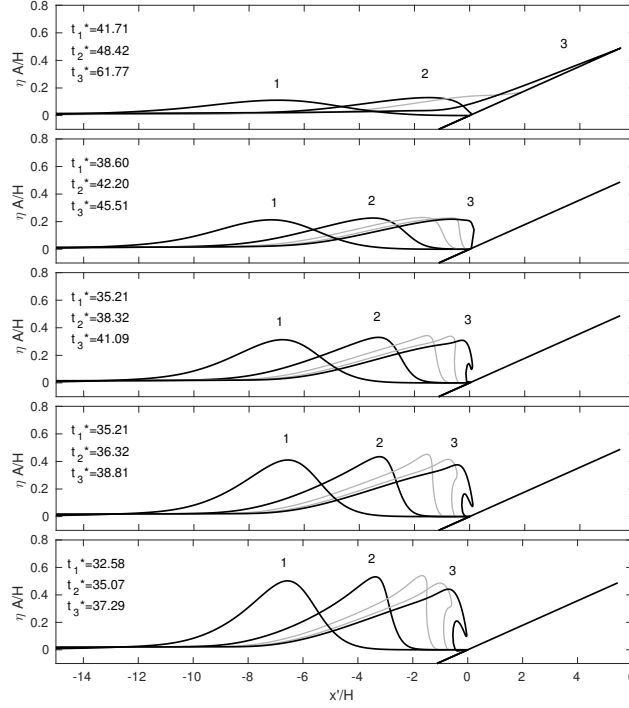 0.8
0.6
0.4
0.2
0
η A/H
t1*=41.71
t2*=48.42
t3*=61.77
1
2
3
0.8
0.6
0.4
0.2
0
η A/H
t1*=38.60
t2*=42.20
t3*=45.51
1
2
3
0.8
0.6
0.4
0.2
0
η A/H
t1*=35.21
t2*=38.32
t3*=41.09
1
2
3
0.8
0.6
0.4
0.2
0
η A/H
t1*=35.21
t2*=36.32
t3*=38.81
1
2
3
0.8
0.6
0.4
0.2
0
η A/H
t1*=32.58
t2*=35.07
t3*=37.29
1
2
3
-14 -12 -10 -8 -6 -4 -2 0 2 4 6
x'/H